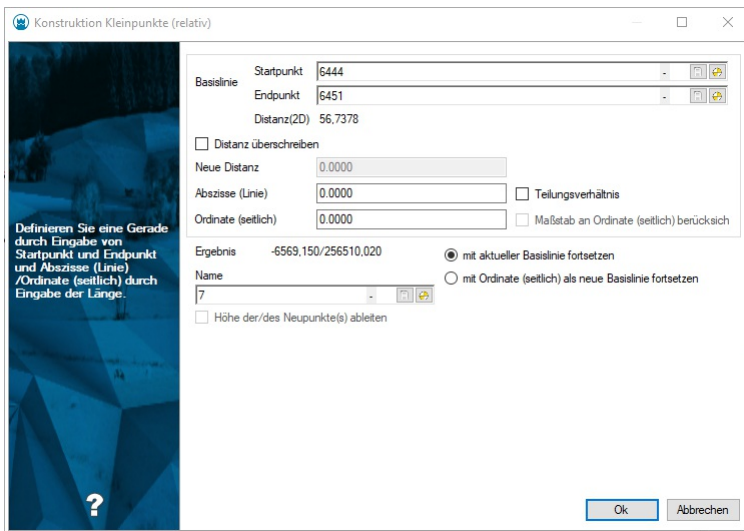 Konstruktion Kleinpunkte (relativ)
Basislinie
Startpunkt 6444
Endpunkt 6451
Distanz(2D) 56,7378
Distanz überschreiben
Neue Distanz 0.0000
Abszisse (Linie) 0.0000 Teilungsverhältnis
Ordinate (seitlich) 0.0000 Maßstab an Ordinate (seitlich) berücksich
Definieren Sie eine Gerade
durch Eingabe von
Startpunkt und Endpunkt
und Abszisse (Linie)
/Ordinate (seitlich) durch
Eingabe der Länge.
Ergebnis -6569,150/256510,020 mit aktueller Basislinie fortsetzen
Name mit Ordinate (seitlich) als neue Basislinie fortsetzen
7
Höhe der/des Neupunkte(s) ableiten
?
Ok Abbrechen